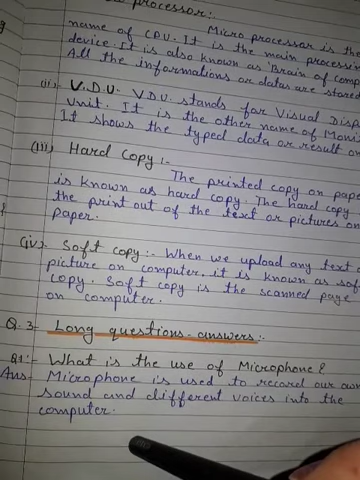 processor:.
Micro processor is the
name of CPU. It is the main processin
device. It is also known as 'Brain of comp
All the informations or datas are stored
(ii) V.D.U. V.D.U. stands for Visual Disp
Unit. It is the other name of Moni
It shows the typed data or result on
(iii) Hard Copy :-
The printed copy on pape
is known as hard copy. The hard copy
the print out of the text or pictures on
paper.
(iv) Soft copy:- When we upload any text o
picture on computer, it is known as sof
copy. Soft copy is the scanned page
on computer.
Q.3 Long questions-answers:.
Q1:- What is the use of Microphone?
Ans- Microphone is used to record our own
sound and different voices into the
computer.